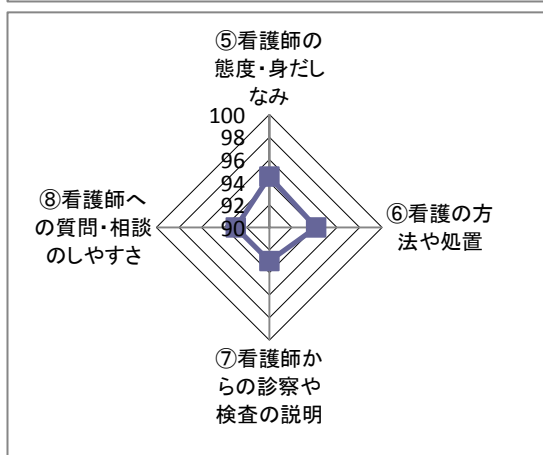 ⑤看護師の
態度・身だし
なみ
100
98
96
94
92
90
⑧看護師へ
の質問・相談
のしやすさ
⑥看護の方
法や処置
⑦看護師か
らの診察や
検査の説明